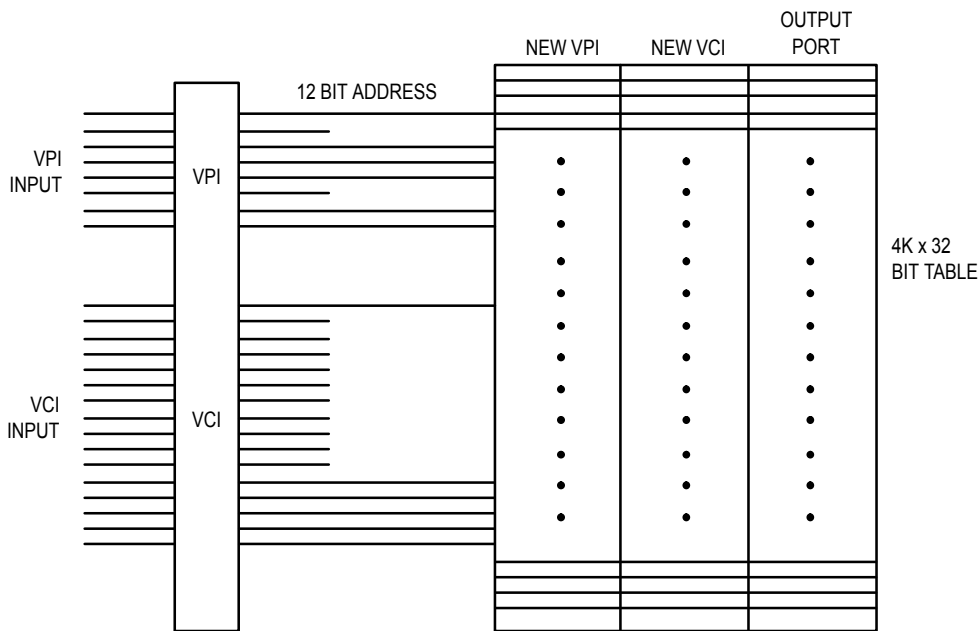 OUTPUT
PORT
NEW VPI
NEW VCI
12 BIT ADDRESS
VPI
INPUT
VPI
4K x 32
BIT TABLE
VCI
INPUT
VCI